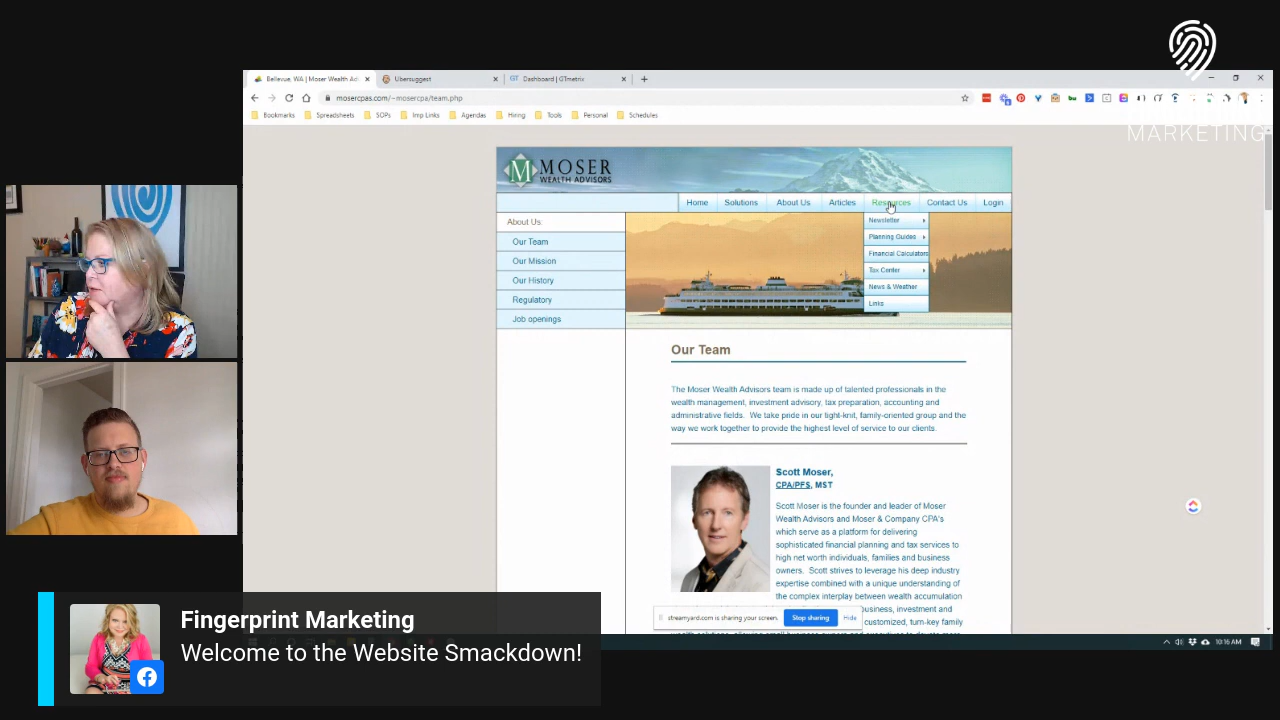 Bellevue, WA | Moser Wealth Ad
Ubersuggest
Dashboard | GTmetrix
mosercpas.com/~mosercpa/team.php
Bookmarks
Spreadsheets
SOPs
Imp Links
Agendas
Hiring
Tools
Personal
Schedules
MARKETING
M MOSER
WEALTH ADVISORS
Home
Solutions
About Us
Articles
Resources
Contact Us
Login
About Us:
Our Team
Our Mission
Our History
Regulatory
Job openings
Newsletter
Planning Guides
Financial Calculators
Tax Center
News & Weather
Links
Our Team
The Moser Wealth Advisors team is made up of talented professionals in the
wealth management, investment advisory, tax preparation, accounting and
administrative fields. We take pride in our tight-knit, family-oriented group and the
way we work together to provide the highest level of service to our clients.
Scott Moser,
CPA/PFS, MST
Scott Moser is the founder and leader of Moser
Wealth Advisors and Moser & Company CPA's
which serve as a platform for delivering
sophisticated financial planning and tax services to
high net worth individuals, families and business
owners. Scott strives to leverage his deep industry
expertise combined with a unique understanding of
the complex interplay between wealth accumulation
business, investment and
customized, turn-key family
streamyard.com is sharing your screen.
Stop sharing
Hide
10:16 AM
Fingerprint Marketing
Welcome to the Website Smackdown!